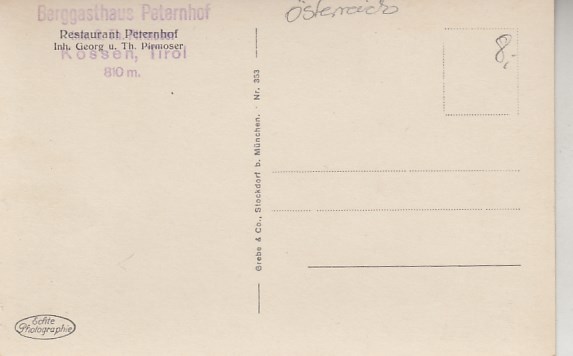 Berggasthaus Peternhof
Restaurant Peternhof
Inh. Georg u. Th. Pirmoser
Kössen, Tirol
810 m.
Österreich
8,-
Grebe & Co., Stockdorf b. München. - Nr. 353
Echte
Photographie